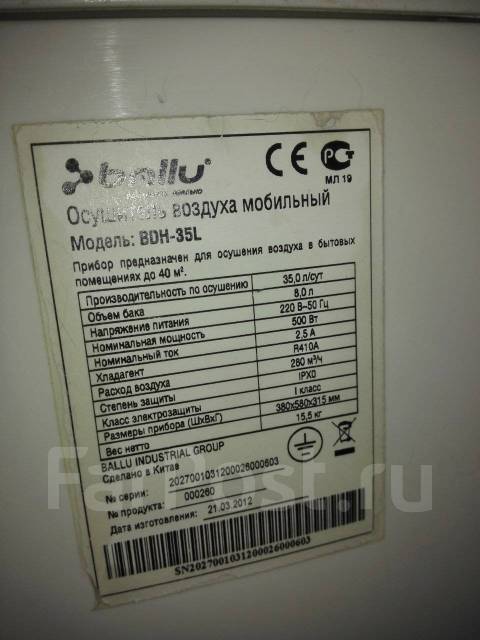 ballu®
CE РСТ
МЛ 19
Осушитель воздуха мобильный
Модель: BDH-35L
Прибор предназначен для осушения воздуха в бытовых
помещениях до 40 м².
Производительность по осушению 35,0 л/сут
Объем бака 8,0 л
Напряжение питания 220 В~50 Гц
Номинальная мощность 500 Вт
Номинальный ток 2,5 А
Хладагент R410A
Расход воздуха 280 м³/ч
Степень защиты IPX0
Класс электрозащиты I класс
Размеры прибора (ШхВхГ) 380х580х315 мм
Вес нетто 15,5 кг
BALLU INDUSTRIAL GROUP
Сделано в Китае
№ серии: 2027001031200026000603
№ продукта: 000260
Дата изготовления: 21.03.2012
SN2027001031200026000603
FarPost.ru